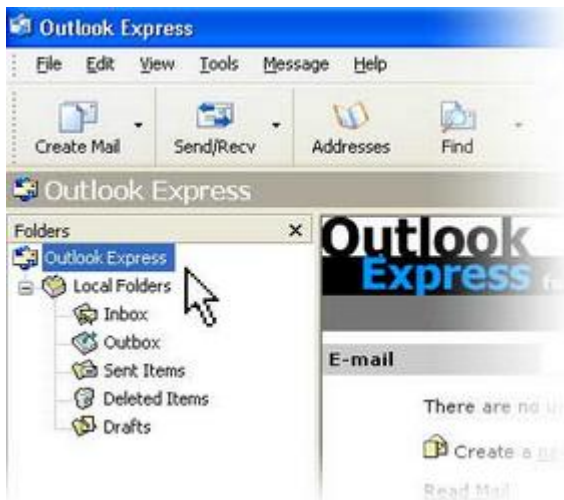 Outlook Express
File Edit View Tools Message Help
Create Mail Send/Recv Addresses Find
Outlook Express
Folders
Outlook Express
Local Folders
Inbox
Outbox
Sent Items
Deleted Items
Drafts
Outlook
Express
E-mail
There are no
Create a
Read Mail